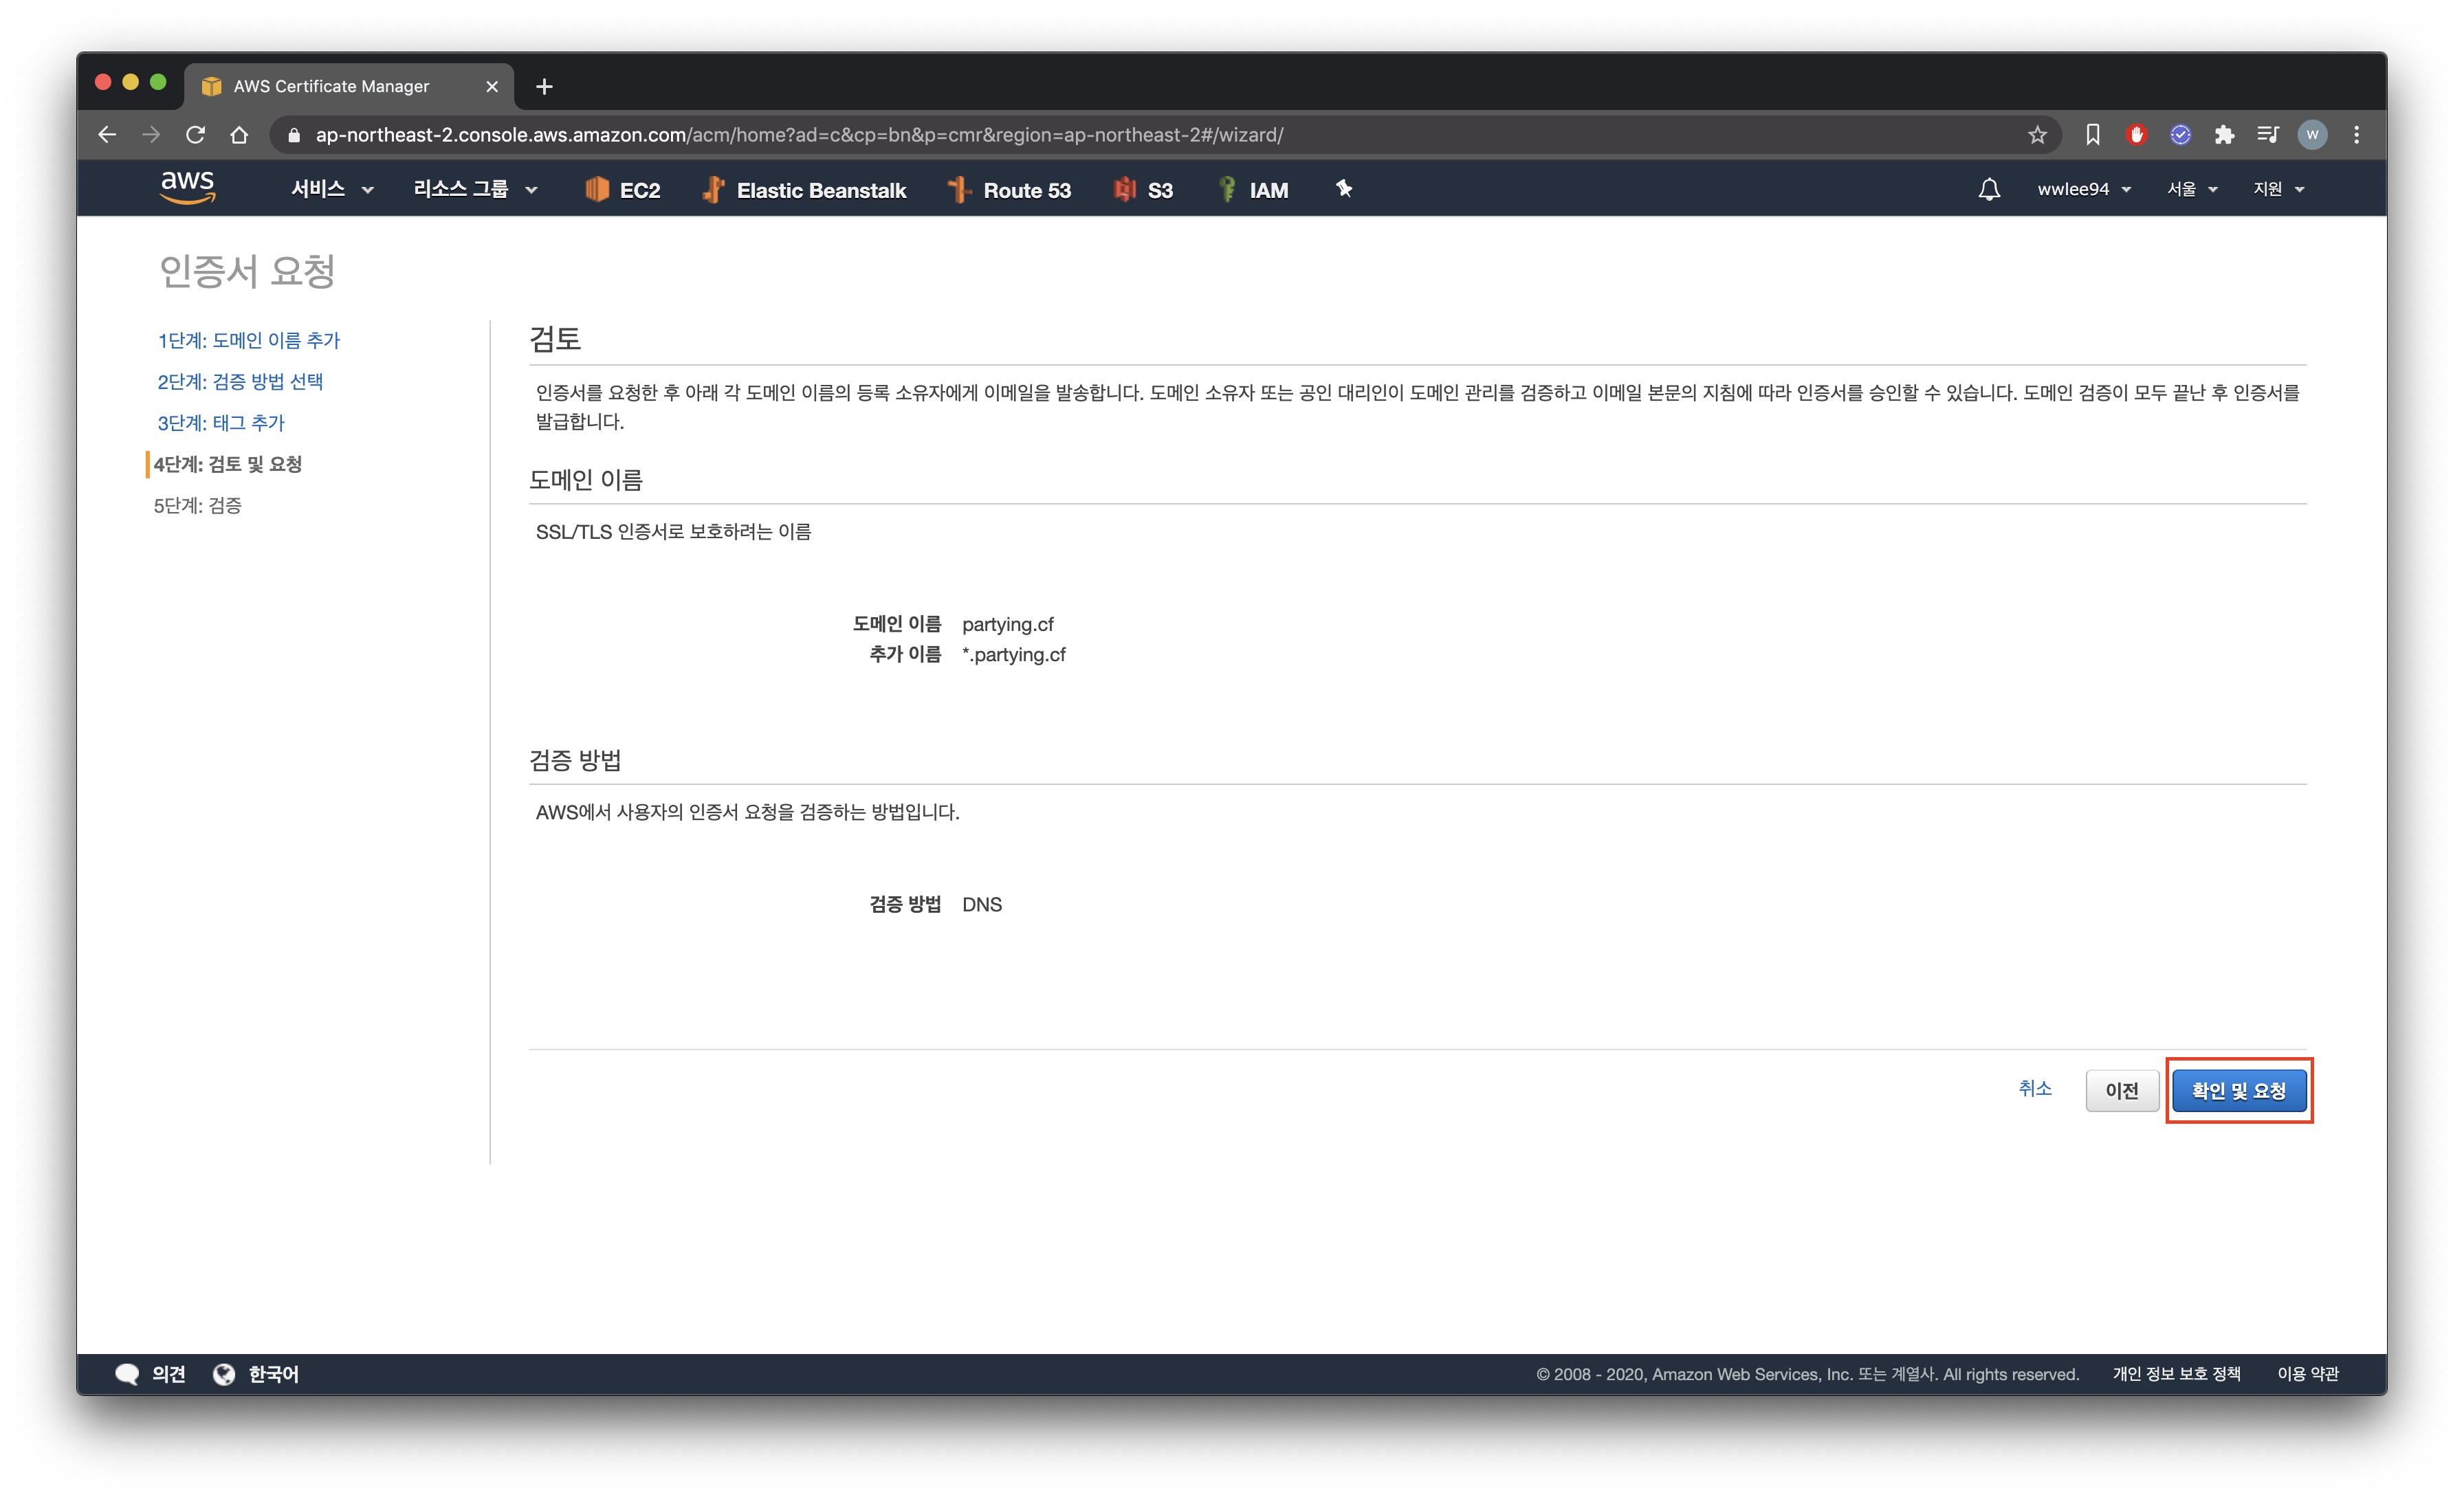 AWS Certificate Manager
ap-northeast-2.console.aws.amazon.com/acm/home?ad=c&cp=bn&p=cmr&region=ap-northeast-2#/wizard/
W
aws 서비스 리소스 그룹 EC2 Elastic Beanstalk Route 53 S3 IAM wwlee94 서울 지원
인증서 요청
1단계: 도메인 이름 추가
2단계: 검증 방법 선택
3단계: 태그 추가
4단계: 검토 및 요청
5단계: 검증
검토
인증서를 요청한 후 아래 각 도메인 이름의 등록 소유자에게 이메일을 발송합니다. 도메인 소유자 또는 공인 대리인이 도메인 관리를 검증하고 이메일 본문의 지침에 따라 인증서를 승인할 수 있습니다. 도메인 검증이 모두 끝난 후 인증서를
발급합니다.
도메인 이름
SSL/TLS 인증서로 보호하려는 이름
도메인 이름 partying.cf
추가 이름 *.partying.cf
검증 방법
AWS에서 사용자의 인증서 요청을 검증하는 방법입니다.
검증 방법 DNS
취소 이전 확인 및 요청
의견 한국어 © 2008 - 2020, Amazon Web Services, Inc. 또는 계열사. All rights reserved. 개인 정보 보호 정책 이용 약관